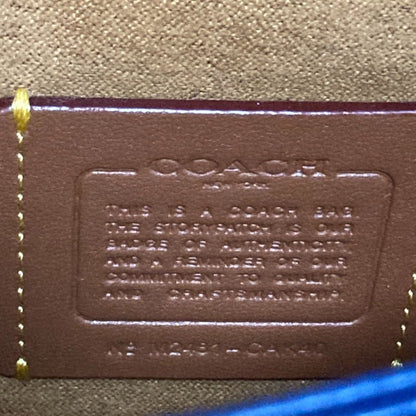 COACH
NEW YORK
THIS IS A COACH BAG.
THE STORYPATCH IS OUR
BADGE OF AUTHENTICITY
AND A REMINDER OF OUR
COMMITMENT TO QUALITY
AND CRAFTSMANSHIP.
Nº